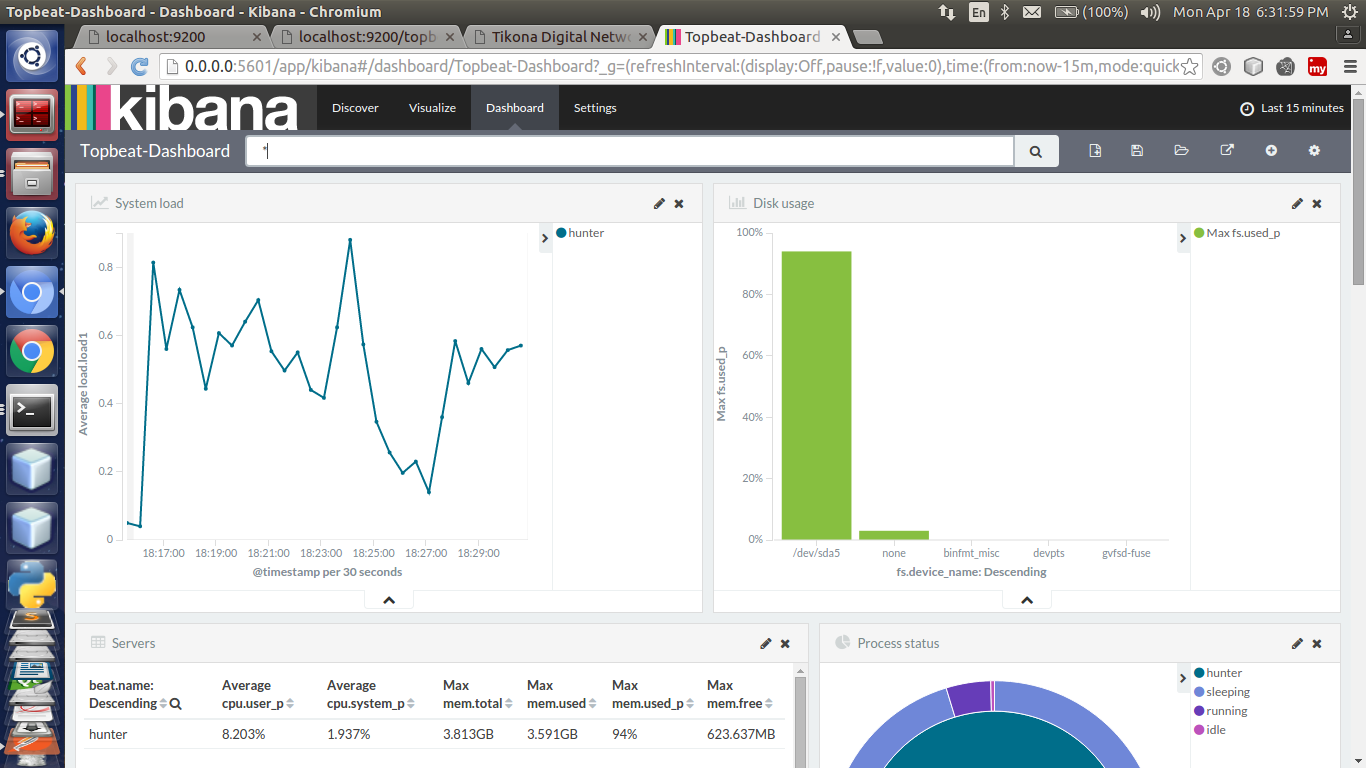 Topbeat-Dashboard - Dashboard - Kibana - Chromium
En
(100%)
Mon Apr 18 6:31:59 PM
localhost:9200
localhost:9200/topb
Tikona Digital Netw
Topbeat-Dashboard
0.0.0.0:5601/app/kibana#/dashboard/Topbeat-Dashboard?_g=(refreshInterval:(display:Off,pause:!f,value:0),time:(from:now-15m,mode:quick
my
kibana
Discover
Visualize
Dashboard
Settings
Last 15 minutes
Topbeat-Dashboard
*
System load
hunter
0.8
0.6
0.4
0.2
0
Average load.load1
18:17:00 18:19:00 18:21:00 18:23:00 18:25:00 18:27:00 18:29:00
@timestamp per 30 seconds
Disk usage
Max fs.used_p
100%
80%
60%
40%
20%
0%
Max fs.used_p
/dev/sda5 none binfmt_misc devpts gvfsd-fuse
fs.device_name: Descending
Servers
beat.name: Descending
Average cpu.user_p
Average cpu.system_p
Max mem.total
Max mem.used
Max mem.used_p
Max mem.free
hunter 8.203% 1.937% 3.813GB 3.591GB 94% 623.637MB
Process status
hunter
sleeping
running
idle